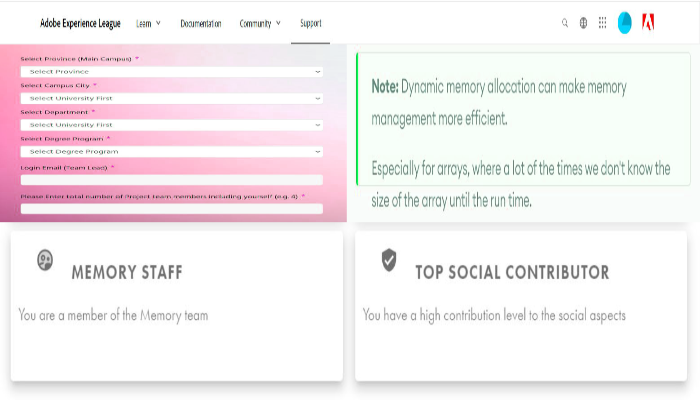 Adobe Experience League Learn Documentation Community Support
Select Province (Main Campus) *
Select Province
Select Campus City *
Select University First
Select Department *
Select University First
Select Degree Program *
Select Degree Program
Login Email (Team Lead) *
Please Enter total number of Project team members including yourself (e.g. 4) *
Note: Dynamic memory allocation can make memory
management more efficient.
Especially for arrays, where a lot of the times we don't know the
size of the array until the run time.
MEMORY STAFF
You are a member of the Memory team
TOP SOCIAL CONTRIBUTOR
You have a high contribution level to the social aspects